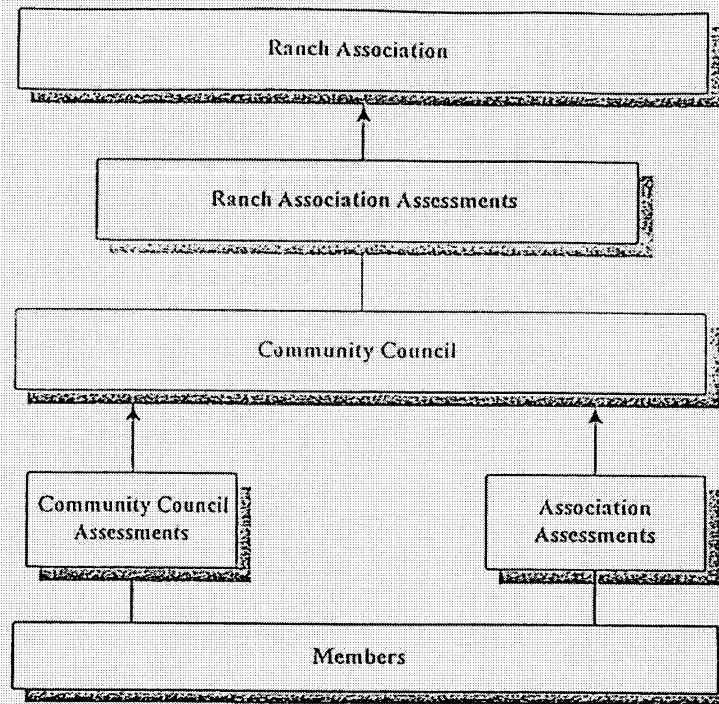 Ranch Association
Ranch Association Assessments
Community Council
Community Council
Assessments
Association
Assessments
Members